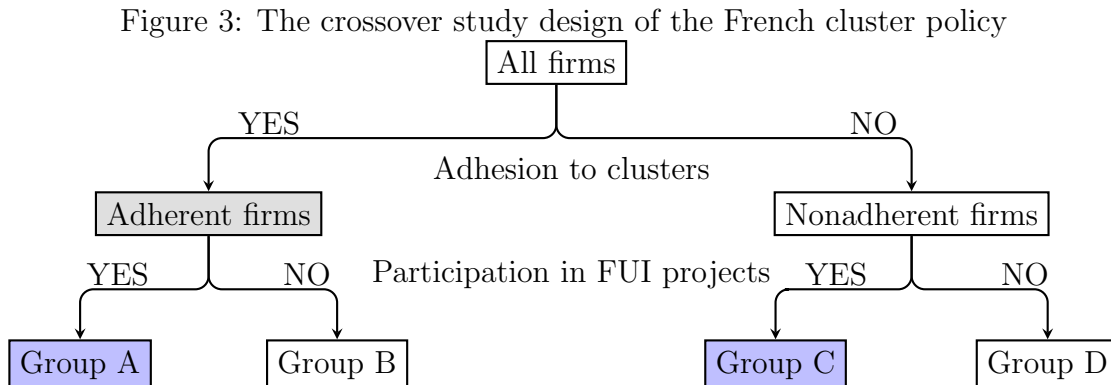 Figure 3: The crossover study design of the French cluster policy
All firms
YES
NO
Adhesion to clusters
Adherent firms
Nonadherent firms
YES
NO
Participation in FUI projects
YES
NO
Group A
Group B
Group C
Group D